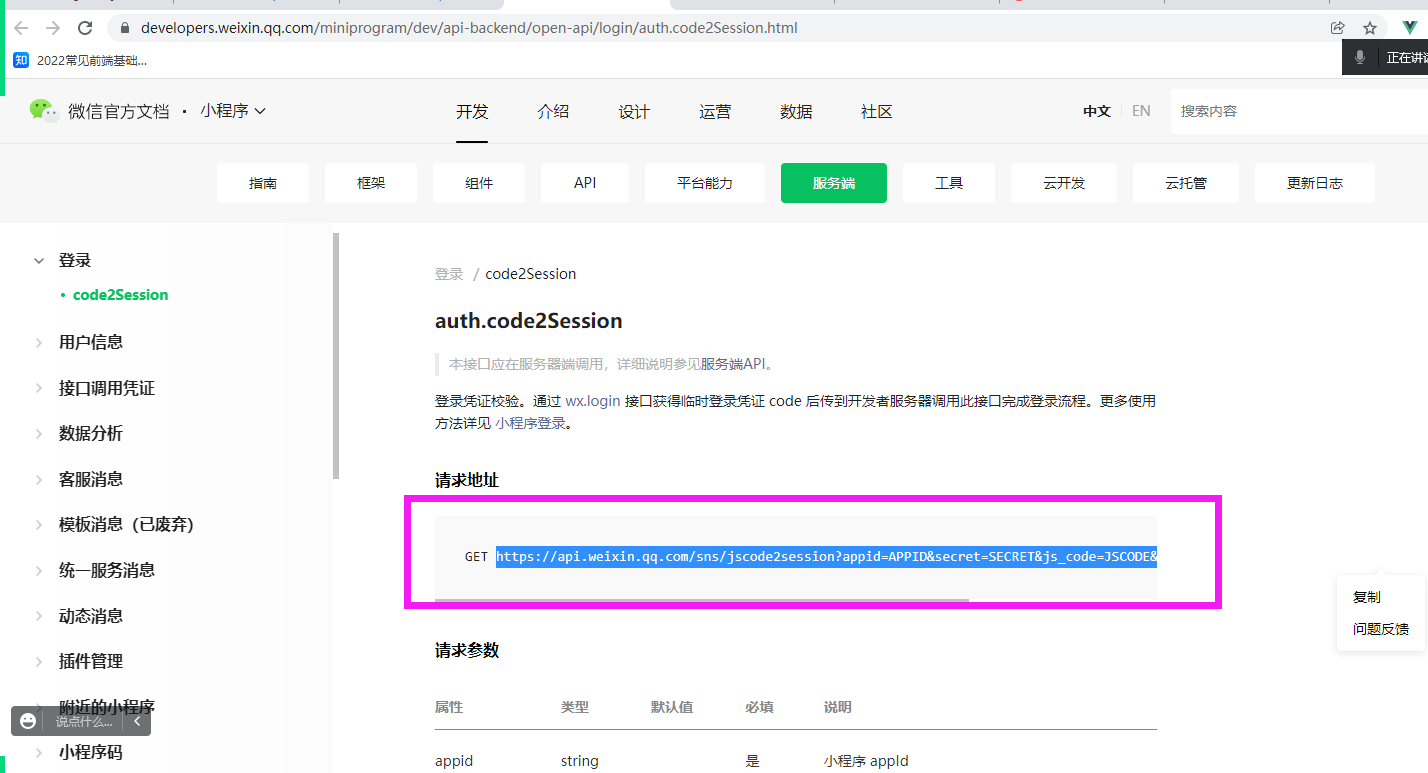 developers.weixin.qq.com/miniprogram/dev/api-backend/open-api/login/auth.code2Session.html
知 2022常见前端基础...
正在讲话
微信官方文档 · 小程序
开发 介绍 设计 运营 数据 社区
中文 EN
搜索内容
指南 框架 组件 API 平台能力 服务端 工具 云开发 云托管 更新日志
登录
• code2Session
用户信息
接口调用凭证
数据分析
客服消息
模板消息（已废弃）
统一服务消息
动态消息
插件管理
附近的小程序
说点什么...
小程序码
登录 / code2Session
auth.code2Session
本接口应在服务器端调用，详细说明参见服务端API。
登录凭证校验。通过 wx.login 接口获得临时登录凭证 code 后传到开发者服务器调用此接口完成登录流程。更多使用
方法详见 小程序登录。
请求地址
GET https://api.weixin.qq.com/sns/jscode2session?appid=APPID&secret=SECRET&js_code=JSCODE&
复制
问题反馈
请求参数
属性 类型 默认值 必填 说明
appid string 是 小程序 appId